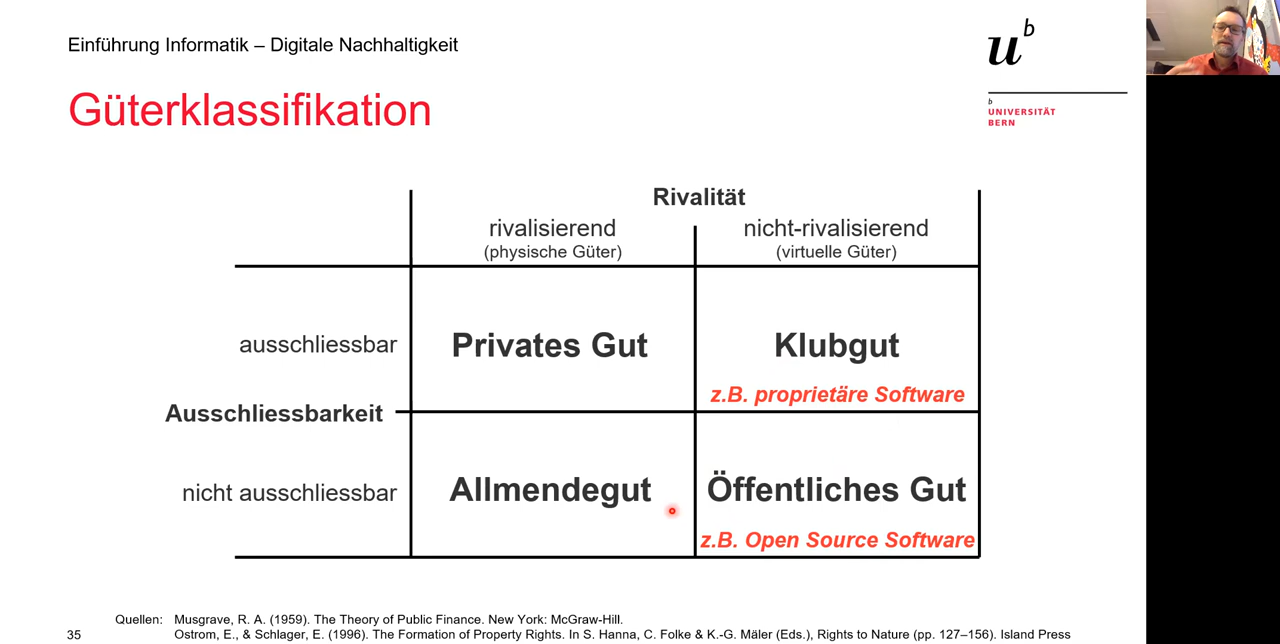 Einführung Informatik – Digitale Nachhaltigkeit
u b
b
UNIVERSITÄT
BERN
Güterklassifikation
Rivalität
rivalisierend
(physische Güter)
nicht-rivalisierend
(virtuelle Güter)
ausschliessbar
Privates Gut
Klubgut
z.B. proprietäre Software
Ausschliessbarkeit
nicht ausschliessbar
Allmendegut
Öffentliches Gut
z.B. Open Source Software
Quellen: Musgrave, R. A. (1959). The Theory of Public Finance. New York: McGraw-Hill.
35
Ostrom, E., & Schlager, E. (1996). The Formation of Property Rights. In S. Hanna, C. Folke & K.-G. Mäler (Eds.), Rights to Nature (pp. 127–156). Island Press